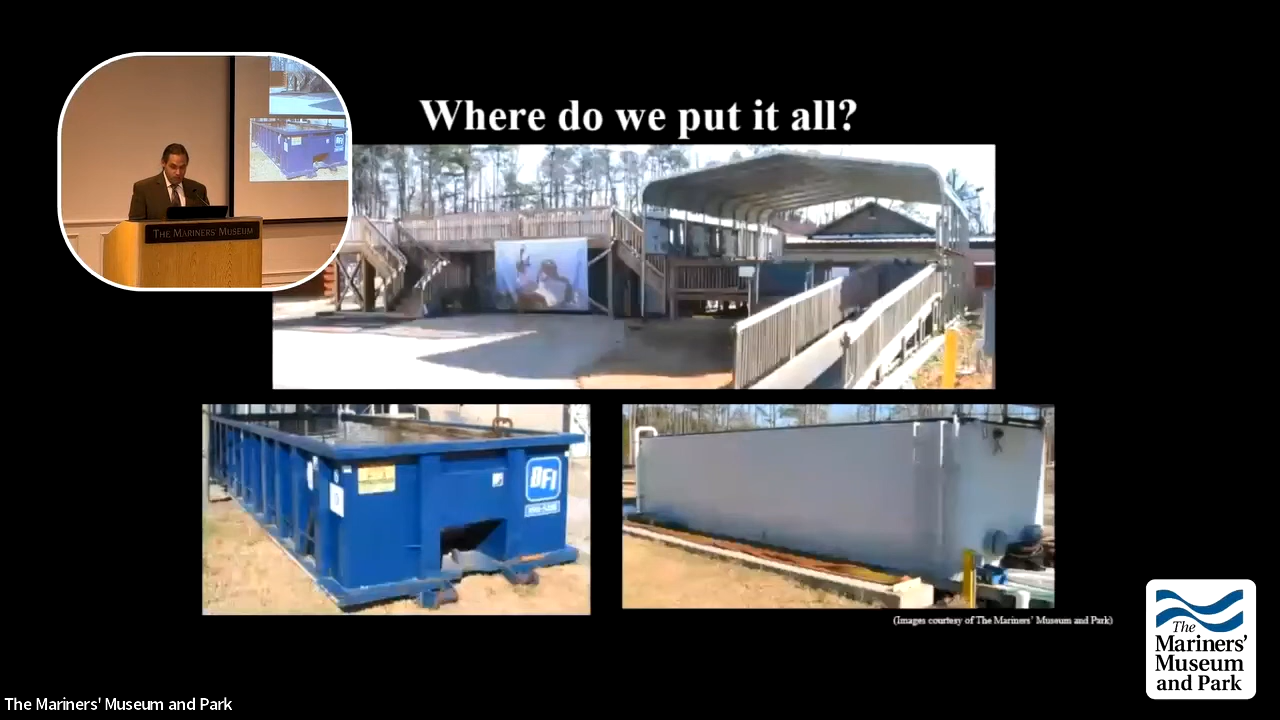 Where do we put it all?
THE MARINERS' MUSEUM
BFI
(Images courtesy of The Mariners' Museum and Park)
The
Mariners'
Museum
and Park
The Mariners' Museum and Park